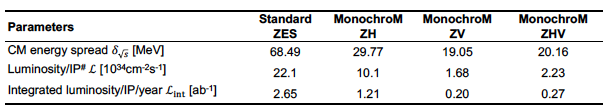 Parameters Standard ZES MonochroM ZH MonochroM ZV MonochroM ZHV
CM energy spread δ√s [MeV] 68.49 29.77 19.05 20.16
Luminosity/IP# ℒ [10³⁴cm⁻²s⁻¹] 22.1 10.1 1.68 2.23
Integrated luminosity/IP/year ℒint [ab⁻¹] 2.65 1.21 0.20 0.27